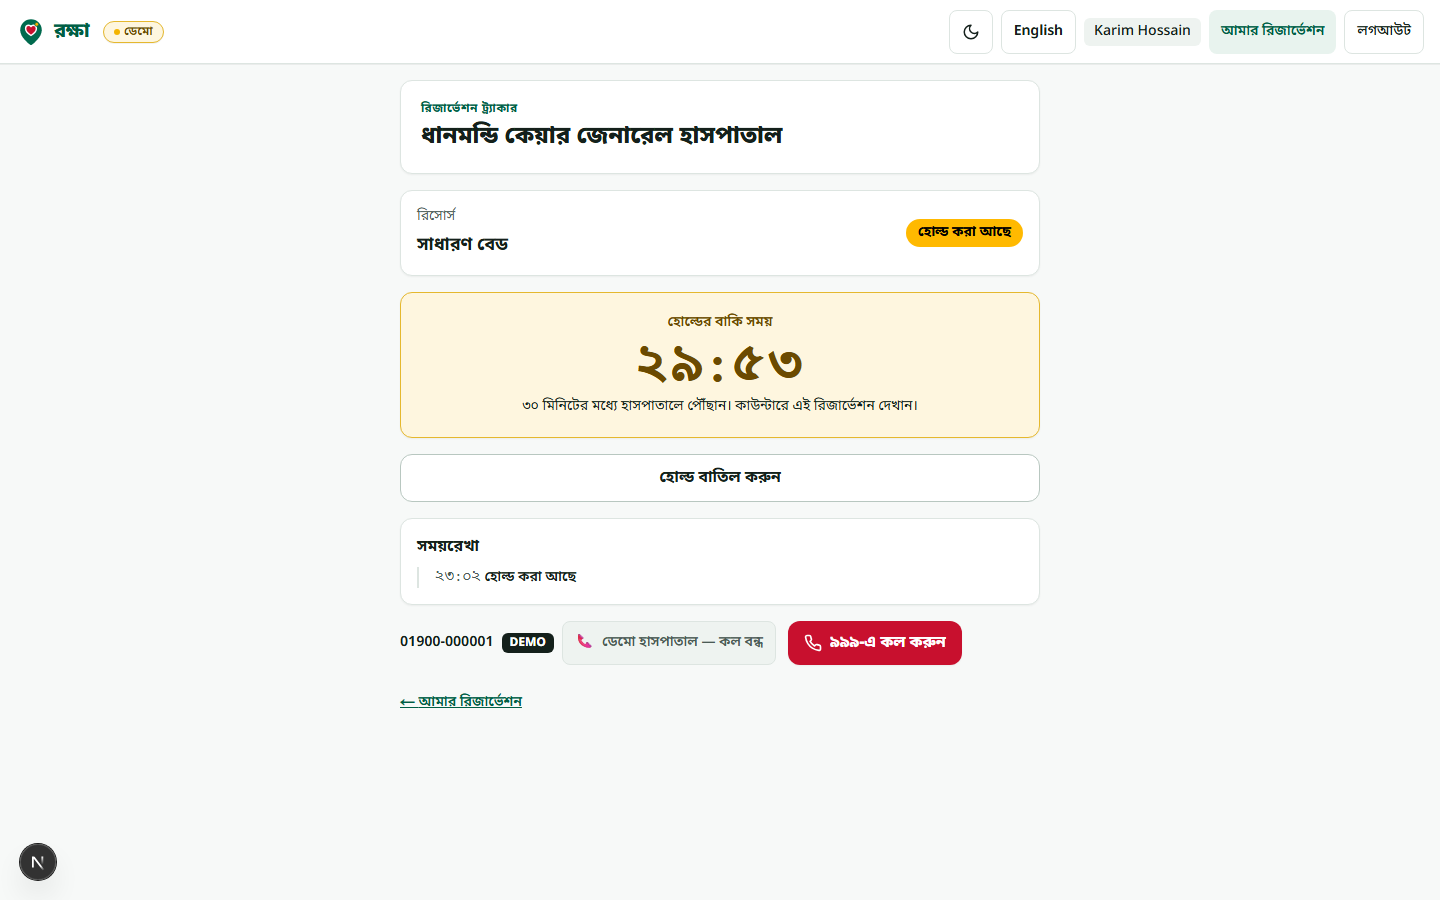 রক্ষা
ডেমো
English
Karim Hossain
আমার রিজার্ভেশন
লগআউট
রিজার্ভেশন ট্র্যাকার
ধানমন্ডি কেয়ার জেনারেল হাসপাতাল
রিসোর্স
সাধারণ বেড
হোল্ড করা আছে
হোল্ডের বাকি সময়
২৯:৫৩
৩০ মিনিটের মধ্যে হাসপাতালে পৌঁছান। কাউন্টারে এই রিজার্ভেশন দেখান।
হোল্ড বাতিল করুন
সময়রেখা
২৩:০২ হোল্ড করা আছে
01900-000001 DEMO ডেমো হাসপাতাল — কল বন্ধ ৯৯৯-এ কল করুন
← আমার রিজার্ভেশন
N